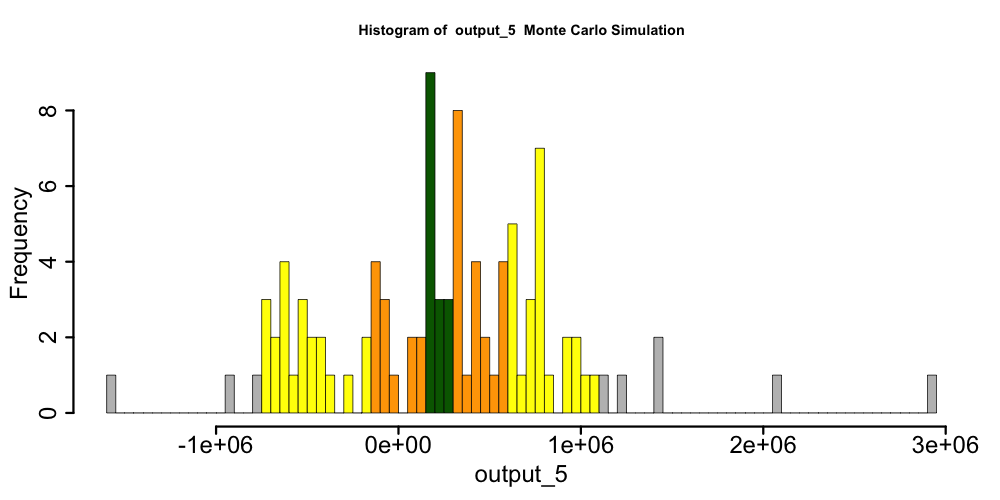 Histogram of  output_5  Monte Carlo Simulation
Frequency
8
6
4
2
0
-1e+06 0e+00 1e+06 2e+06 3e+06
output_5